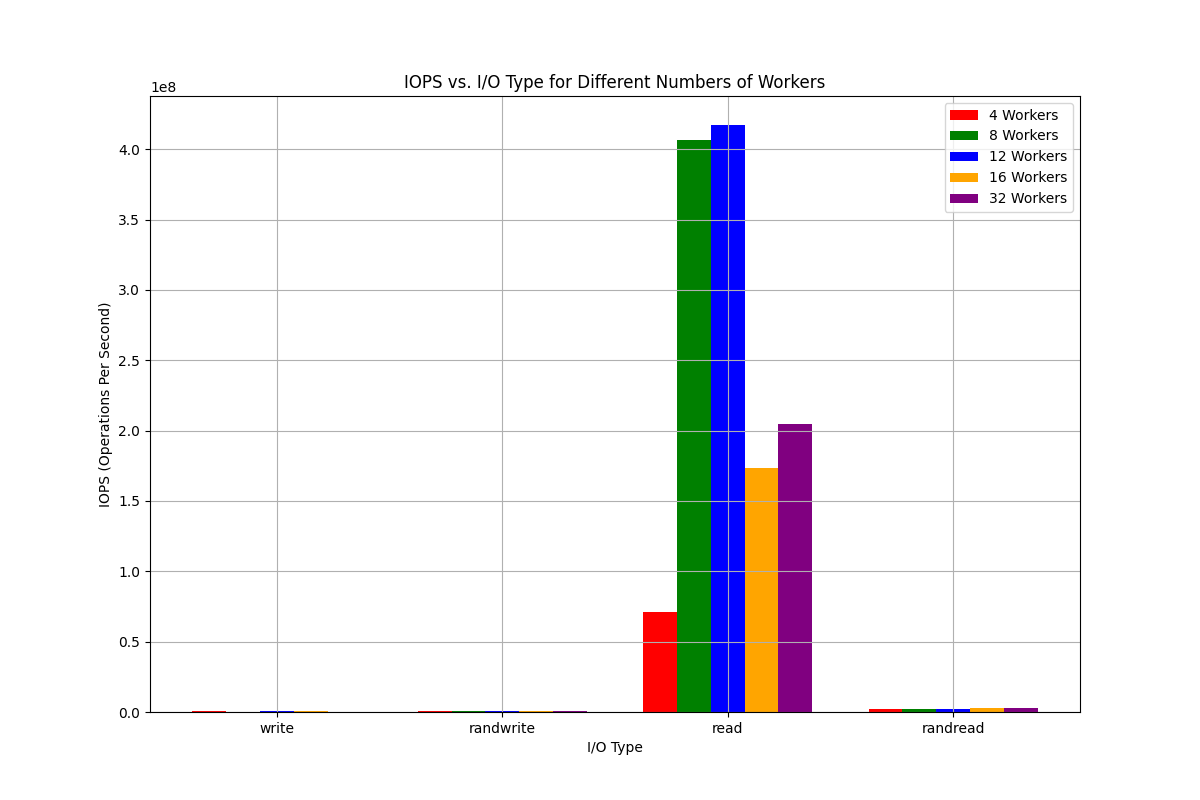 IOPS vs. I/O Type for Different Numbers of Workers
1e8
4 Workers
8 Workers
12 Workers
16 Workers
32 Workers
4.0
3.5
3.0
2.5
2.0
1.5
1.0
0.5
0.0
IOPS (Operations Per Second)
write randwrite read randread
I/O Type